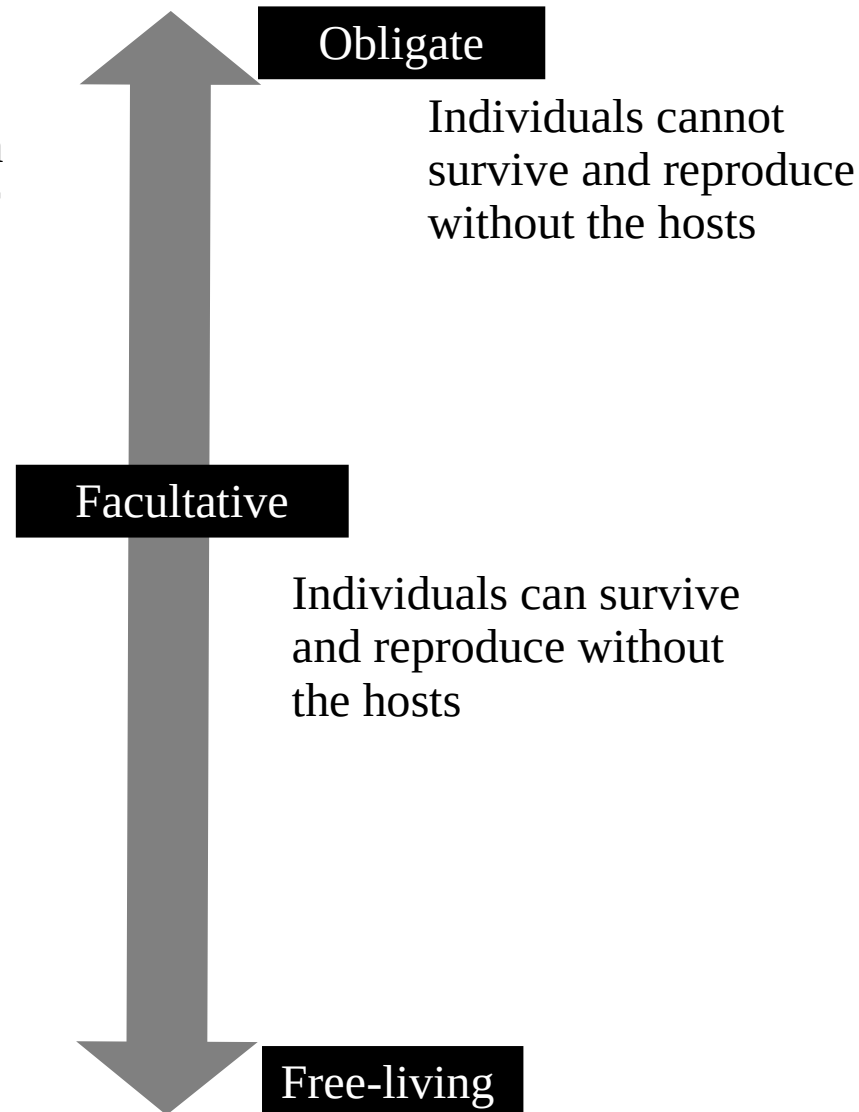 Obligate
Individuals cannot
survive and reproduce
without the hosts
Facultative
Individuals can survive
and reproduce without
the hosts
Free-living